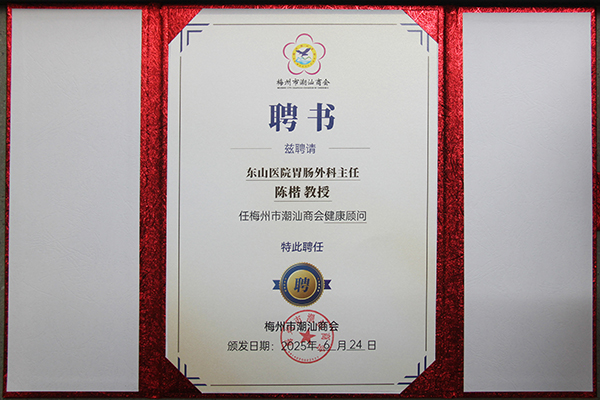 梅州市潮汕商会
聘书
兹聘请
东山医院胃肠外科主任
陈楷 教授
任梅州市潮汕商会健康顾问
特此聘任
聘
梅州市潮汕商会
颁发日期：2025年 6 月 24 日